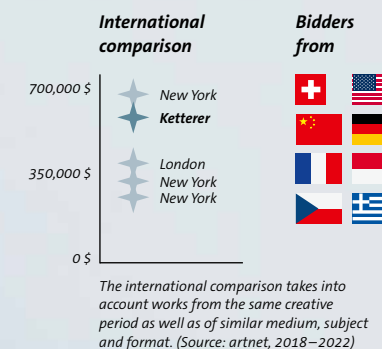 International
comparison
Bidders
from
700,000 $
New York
Ketterer
London
350,000 $
New York
New York
0 $
The international comparison takes into
account works from the same creative
period as well as of similar medium, subject
and format. (Source: artnet, 2018–2022)